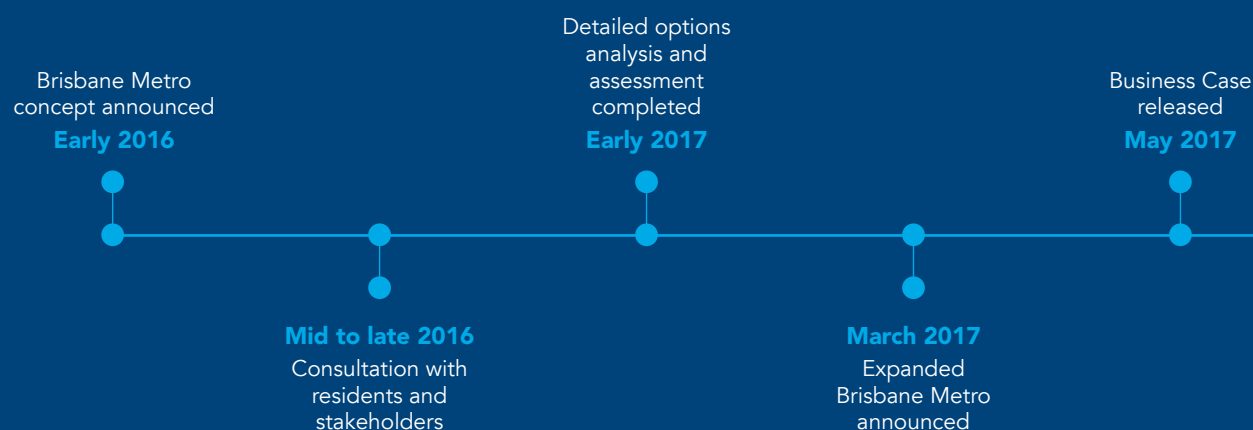 Brisbane Metro
concept announced
Early 2016
Mid to late 2016
Consultation with
residents and
stakeholders
Detailed options
analysis and
assessment
completed
Early 2017
March 2017
Expanded
Brisbane Metro
announced
Business Case
released
May 2017